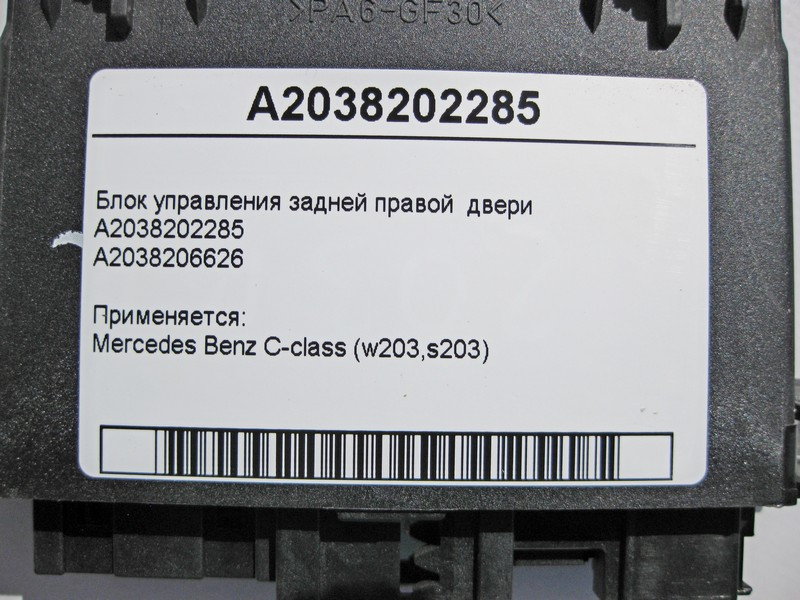 >PA6-GF30<
A2038202285
Блок управления задней правой двери
A2038202285
A2038206626
Применяется:
Mercedes Benz C-class (w203,s203)